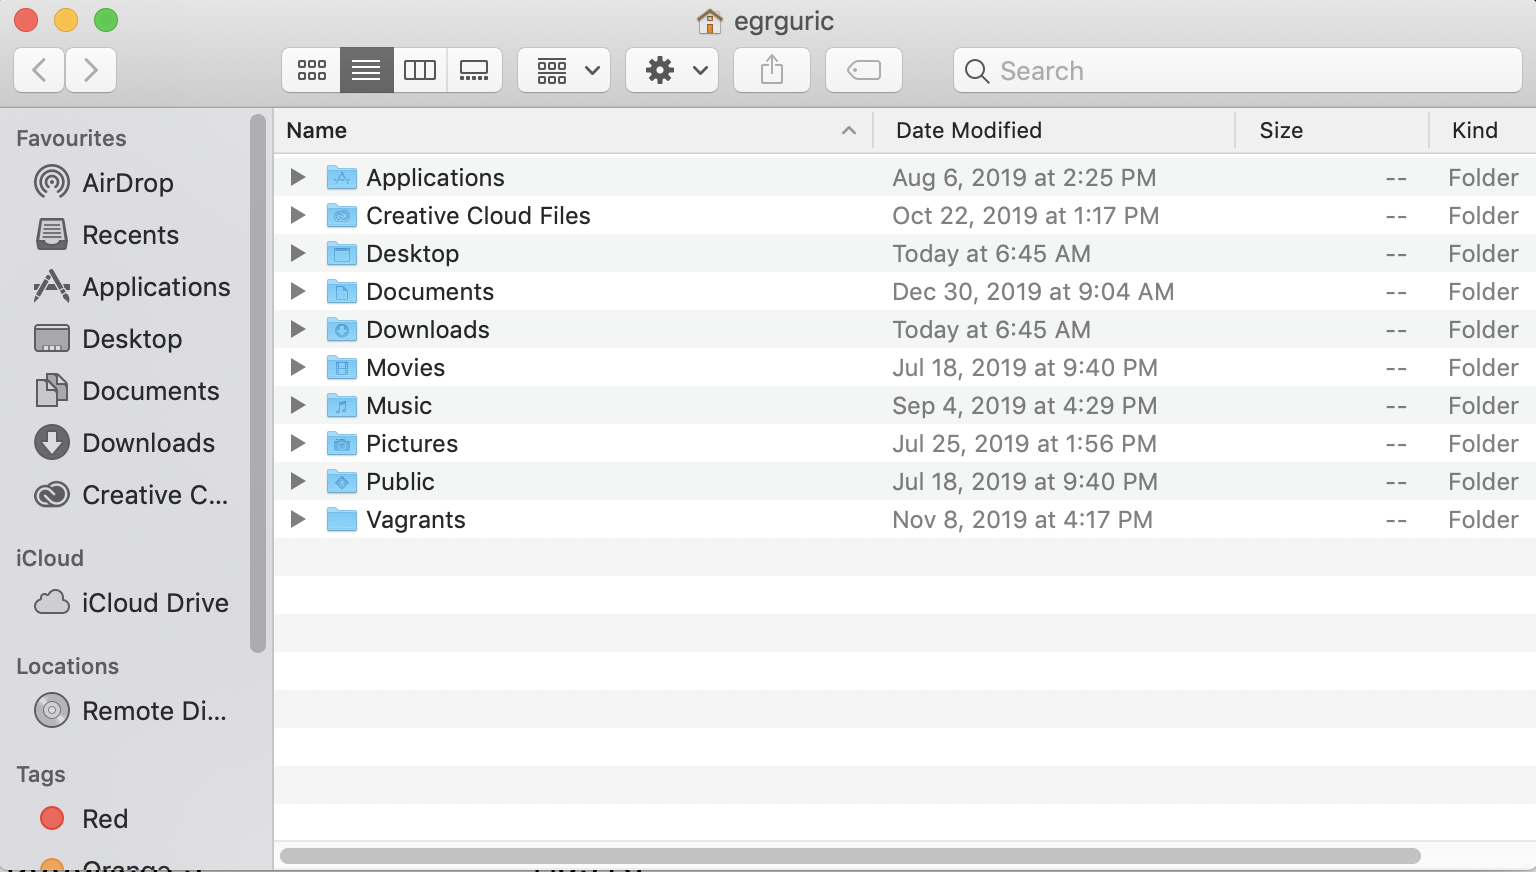 egrguric
Search
Favourites
AirDrop
Recents
Applications
Desktop
Documents
Downloads
Creative C...
iCloud
iCloud Drive
Locations
Remote Di...
Tags
Red
Orange
Name Date Modified Size Kind
Applications Aug 6, 2019 at 2:25 PM -- Folder
Creative Cloud Files Oct 22, 2019 at 1:17 PM -- Folder
Desktop Today at 6:45 AM -- Folder
Documents Dec 30, 2019 at 9:04 AM -- Folder
Downloads Today at 6:45 AM -- Folder
Movies Jul 18, 2019 at 9:40 PM -- Folder
Music Sep 4, 2019 at 4:29 PM -- Folder
Pictures Jul 25, 2019 at 1:56 PM -- Folder
Public Jul 18, 2019 at 9:40 PM -- Folder
Vagrants Nov 8, 2019 at 4:17 PM -- Folder